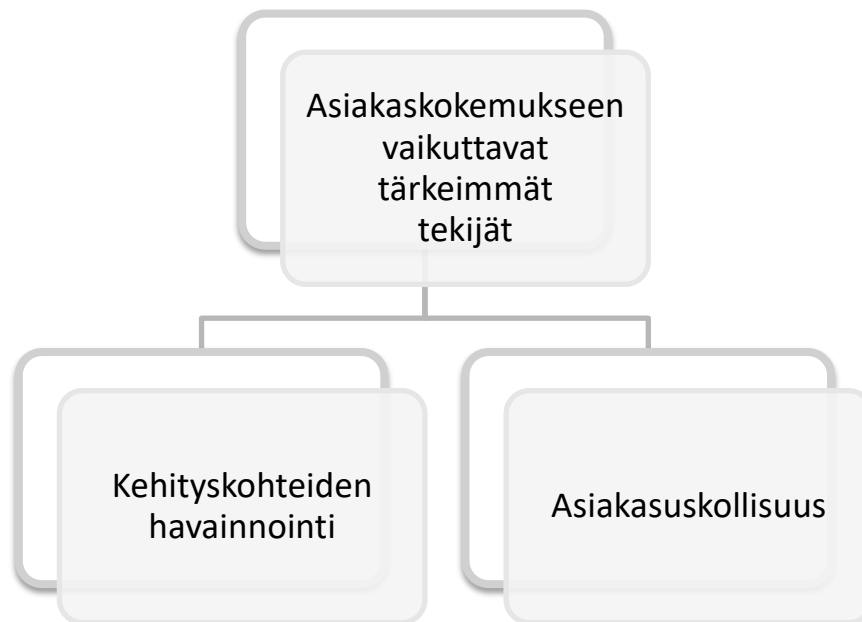 Asiakaskokemukseen
vaikuttavat
tärkeimmät
tekijät
Kehityskohteiden
havainnointi
Asiakasuskollisuus